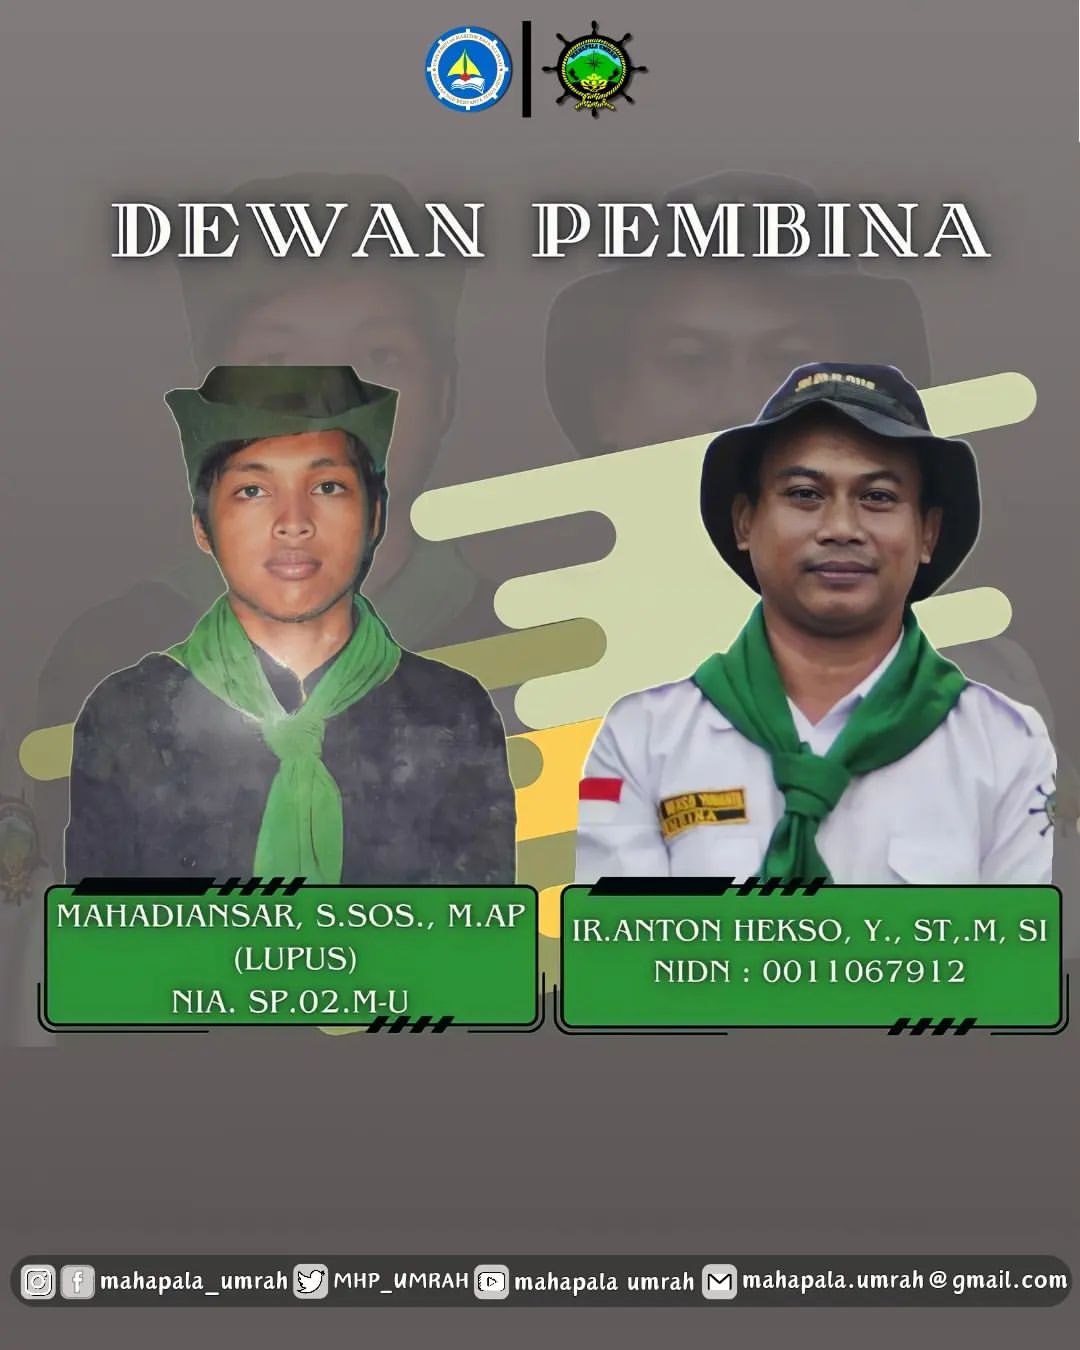 DEWAN PEMBINA
MAHADIANSAR, S.SOS., M.AP
(LUPUS)
NIA. SP.02.M-U
IR.ANTON HEKSO, Y., ST,.M, SI
NIDN : 0011067912
mahapala_umrah MHP_UMRAH mahapala umrah mahapala.umrah@gmail.com